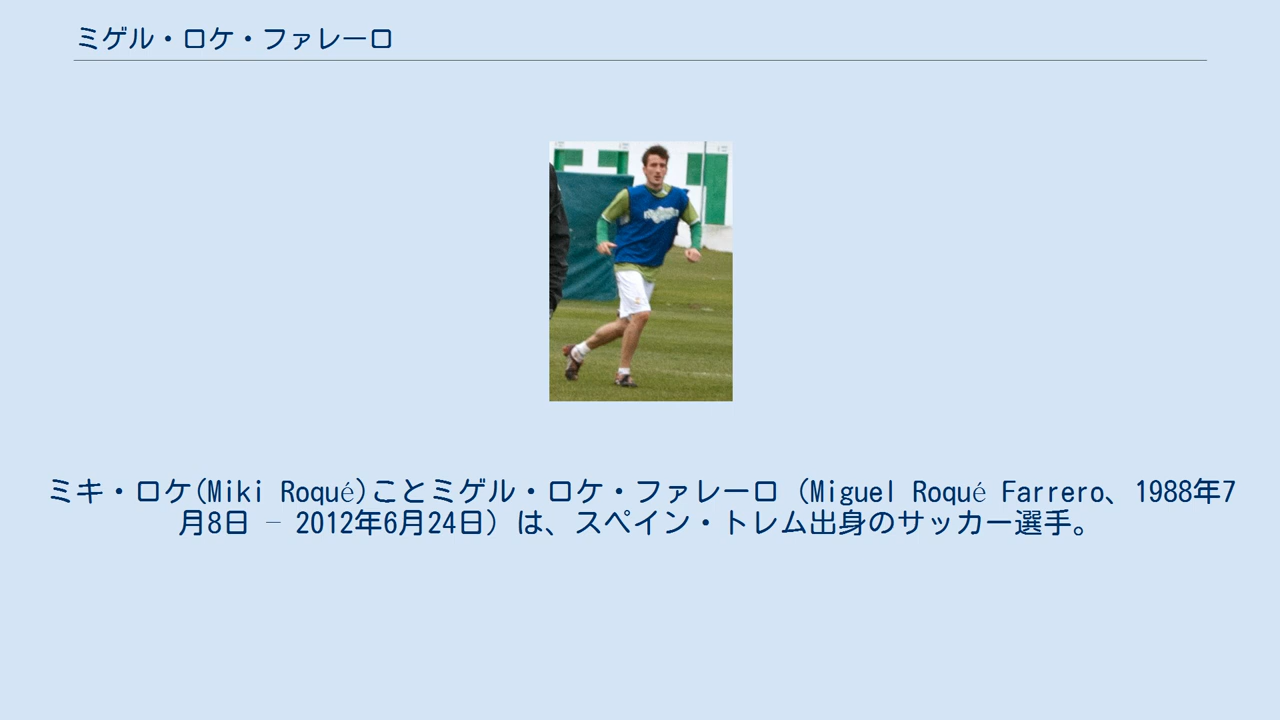 ミゲル・ロケ・ファレーロ
ミキ・ロケ(Miki Roqué)ことミゲル・ロケ・ファレーロ（Miguel Roqué Farrero、1988年7
月8日 – 2012年6月24日）は、スペイン・トレム出身のサッカー選手。